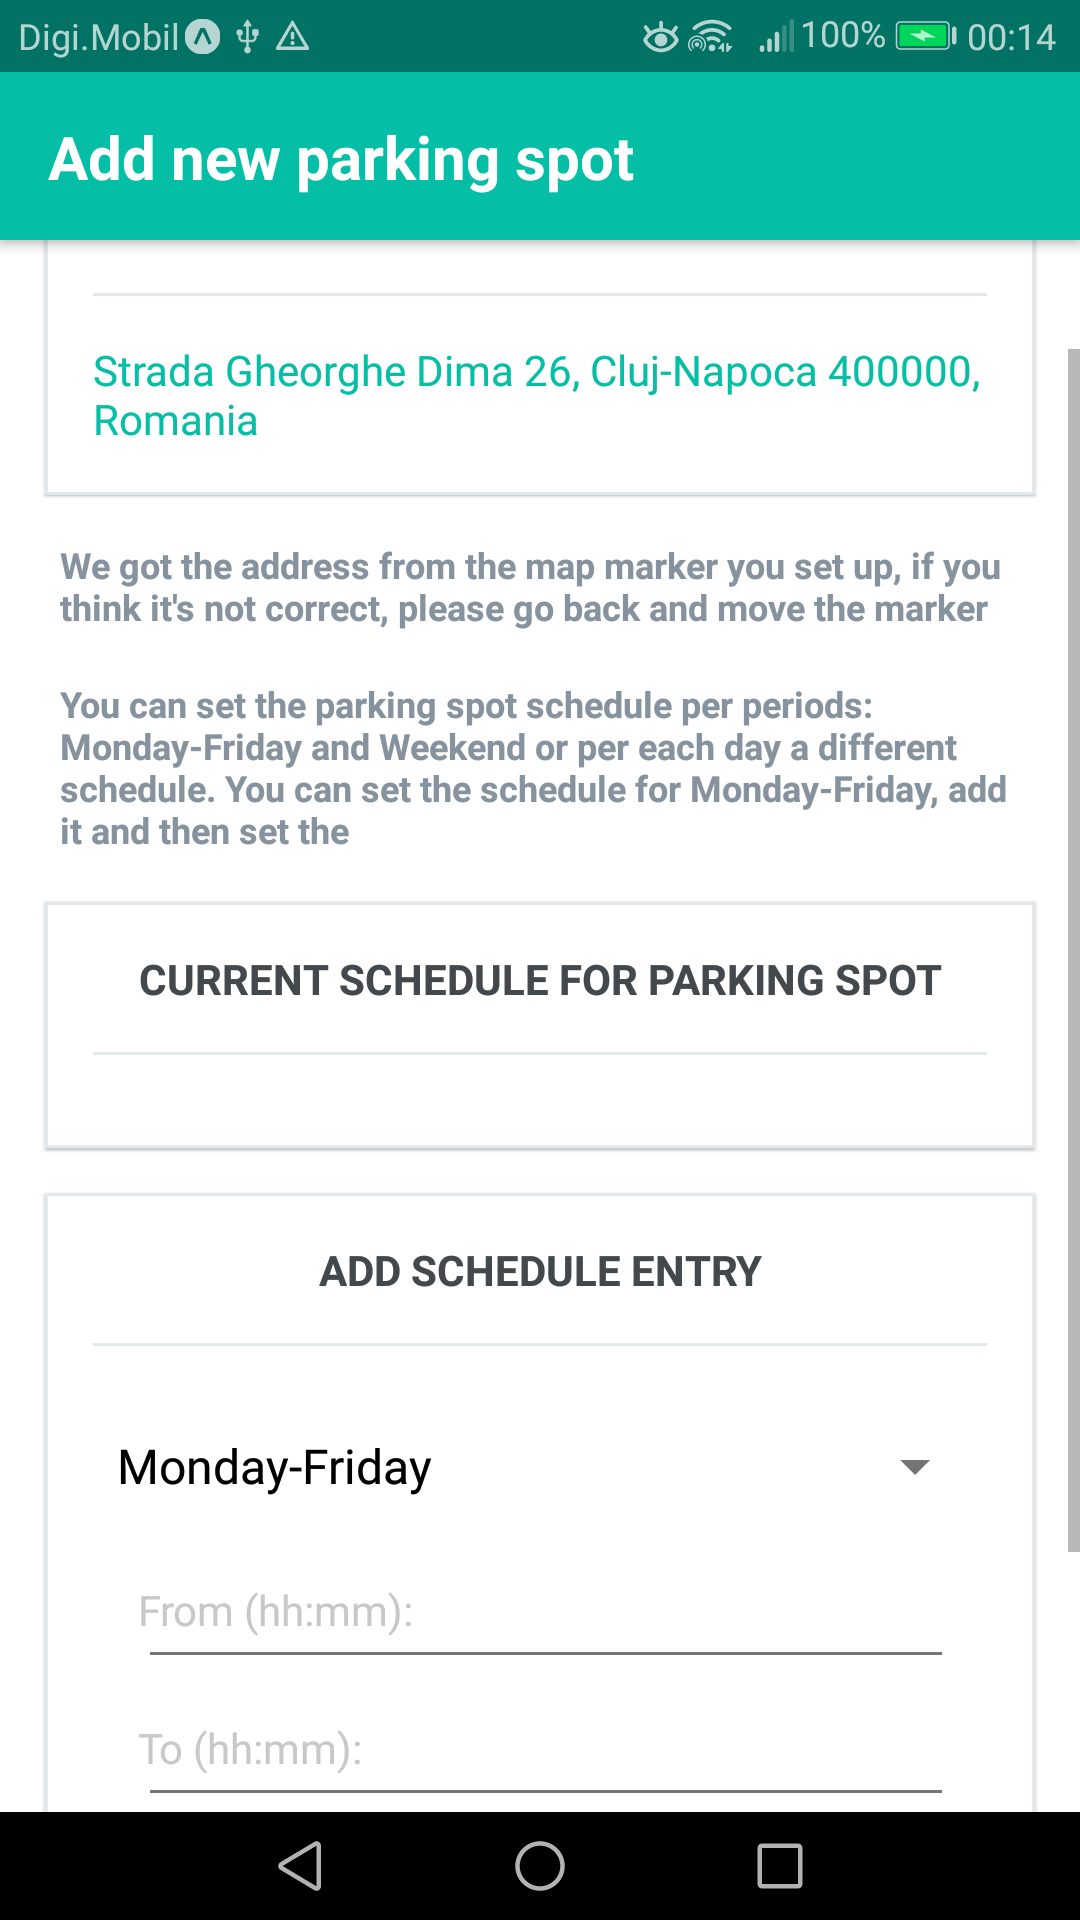 Digi.Mobil 100% 00:14
Add new parking spot
Strada Gheorghe Dima 26, Cluj-Napoca 400000,
Romania
We got the address from the map marker you set up, if you
think it's not correct, please go back and move the marker
You can set the parking spot schedule per periods:
Monday-Friday and Weekend or per each day a different
schedule. You can set the schedule for Monday-Friday, add
it and then set the
CURRENT SCHEDULE FOR PARKING SPOT
ADD SCHEDULE ENTRY
Monday-Friday
From (hh:mm):
To (hh:mm):